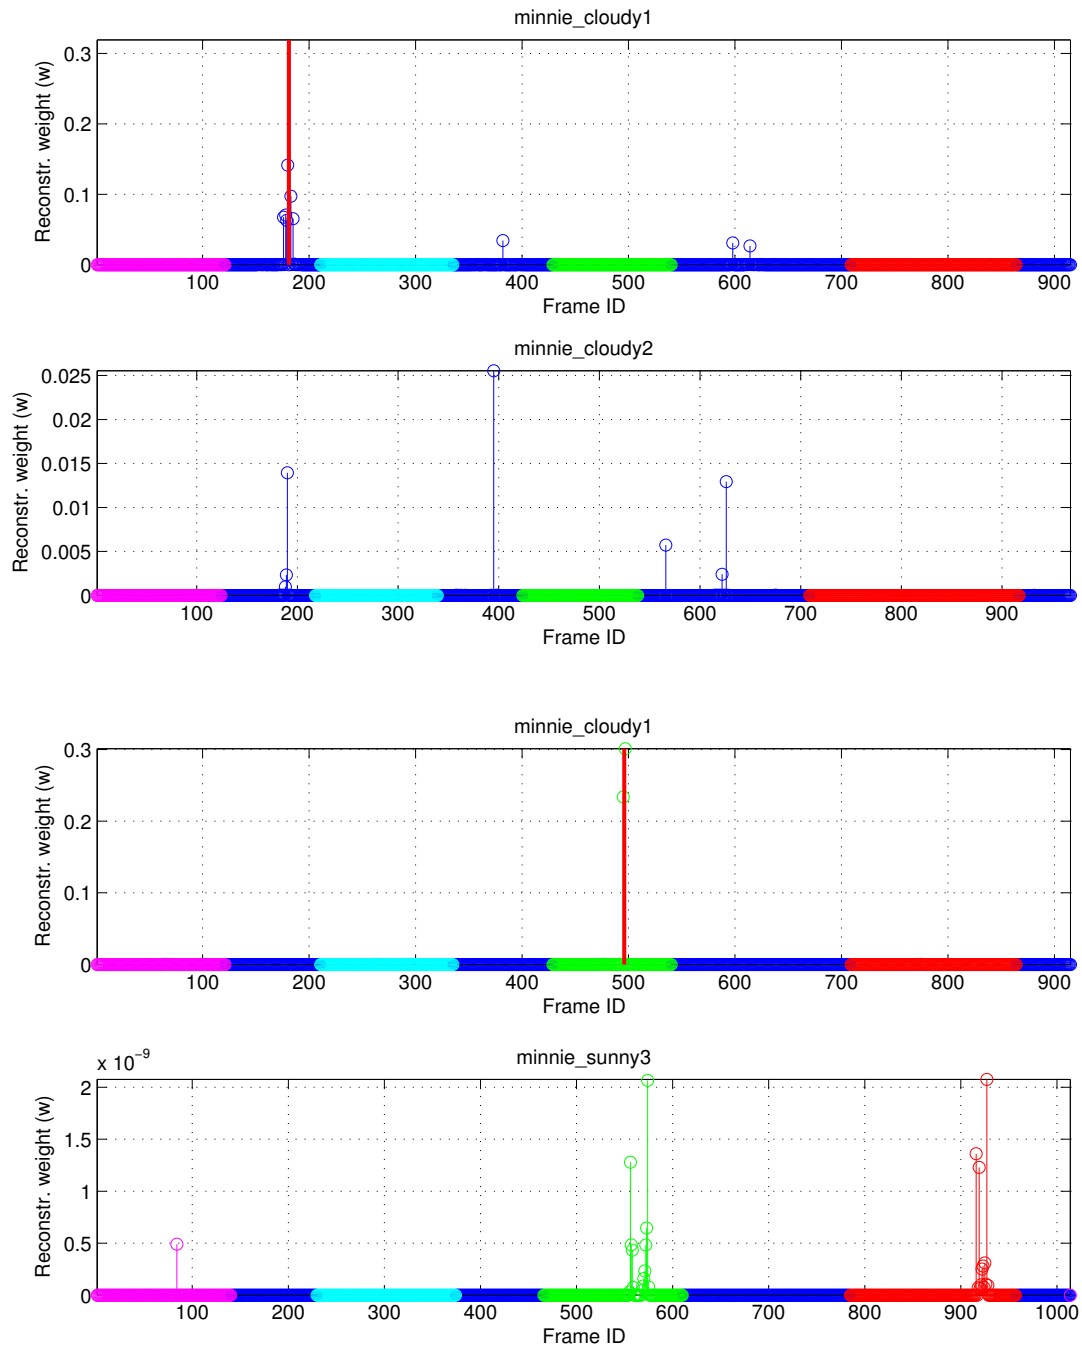 minnie_cloudy1
Reconstr. weight (w)
0.3
0.2
0.1
0
100 200 300 400 500 600 700 800 900
Frame ID
minnie_cloudy2
Reconstr. weight (w)
0.025
0.02
0.015
0.01
0.005
0
100 200 300 400 500 600 700 800 900
Frame ID
minnie_cloudy1
Reconstr. weight (w)
0.3
0.2
0.1
0
100 200 300 400 500 600 700 800 900
Frame ID
x 10⁻⁹
minnie_sunny3
Reconstr. weight (w)
2
1.5
1
0.5
0
100 200 300 400 500 600 700 800 900 1000
Frame ID